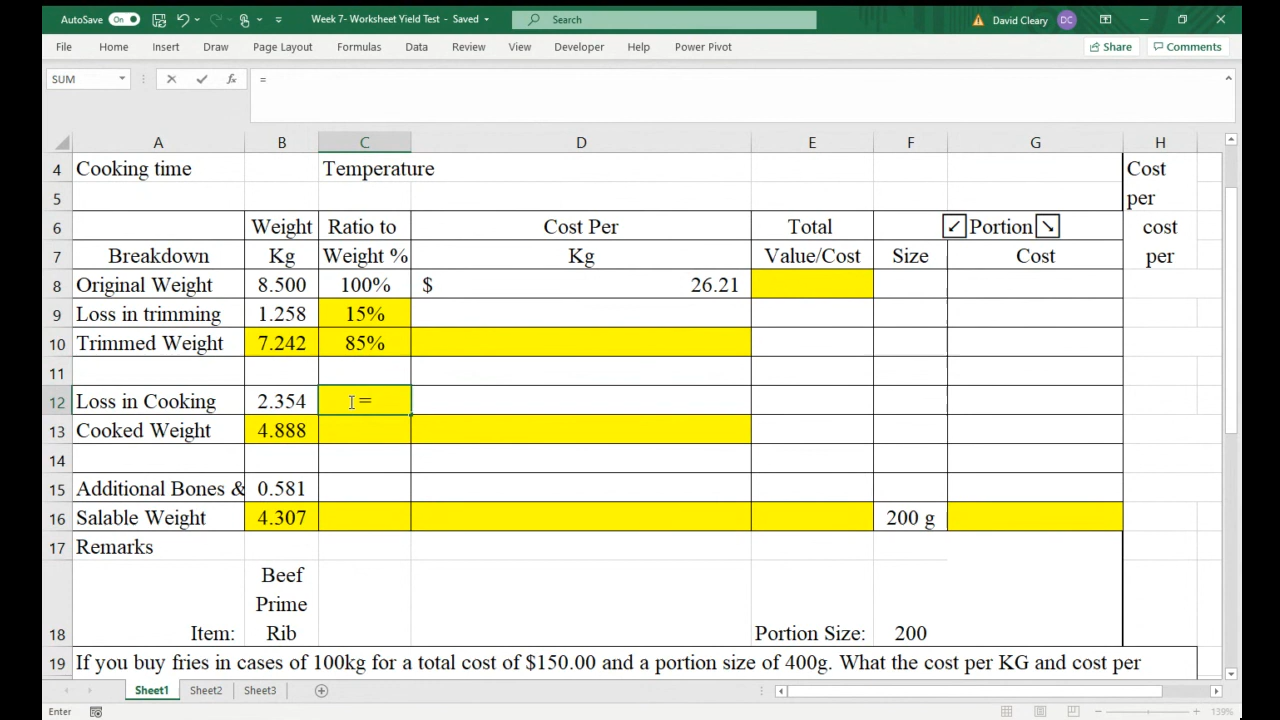 AutoSave On Week 7- Worksheet Yield Test - Saved Search David Cleary DC
File Home Insert Draw Page Layout Formulas Data Review View Developer Help Power Pivot Share Comments
SUM fx =
A B C D E F G H
4 Cooking time Temperature Cost
5 per
6 Weight Ratio to Cost Per Total Portion cost
7 Breakdown Kg Weight % Kg Value/Cost Size Cost per
8 Original Weight 8.500 100% $ 26.21
9 Loss in trimming 1.258 15%
10 Trimmed Weight 7.242 85%
11
12 Loss in Cooking 2.354 =
13 Cooked Weight 4.888
14
15 Additional Bones & 0.581
16 Salable Weight 4.307 200 g
17 Remarks
Beef
Prime
18 Item: Rib Portion Size: 200
19 If you buy fries in cases of 100kg for a total cost of $150.00 and a portion size of 400g. What the cost per KG and cost per
Sheet1 Sheet2 Sheet3
Enter 139%